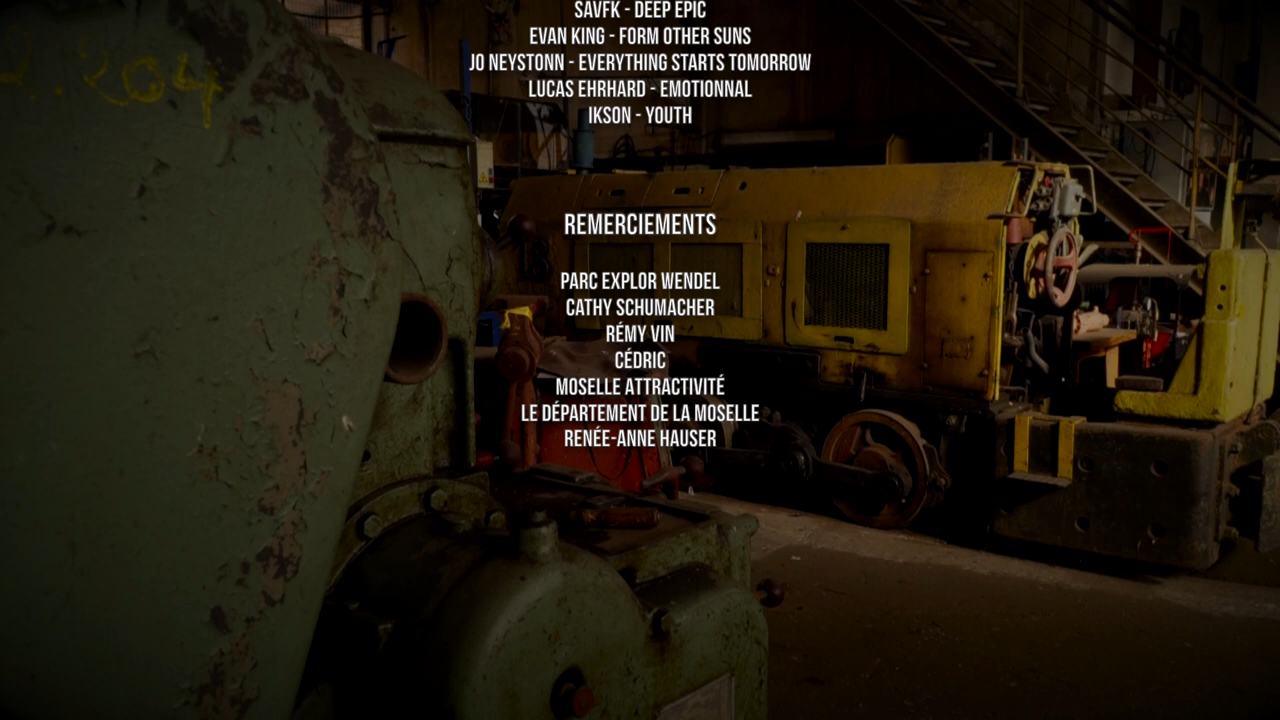 SAVFK - DEEP EPIC
EVAN KING - FORM OTHER SUNS
JO NEYSTONN - EVERYTHING STARTS TOMORROW
LUCAS EHRHARD - EMOTIONNAL
IKSON - YOUTH
REMERCIEMENTS
PARC EXPLOR WENDEL
CATHY SCHUMACHER
RÉMY VIN
CÉDRIC
MOSELLE ATTRACTIVITÉ
LE DÉPARTEMENT DE LA MOSELLE
RENÉE-ANNE HAUSER